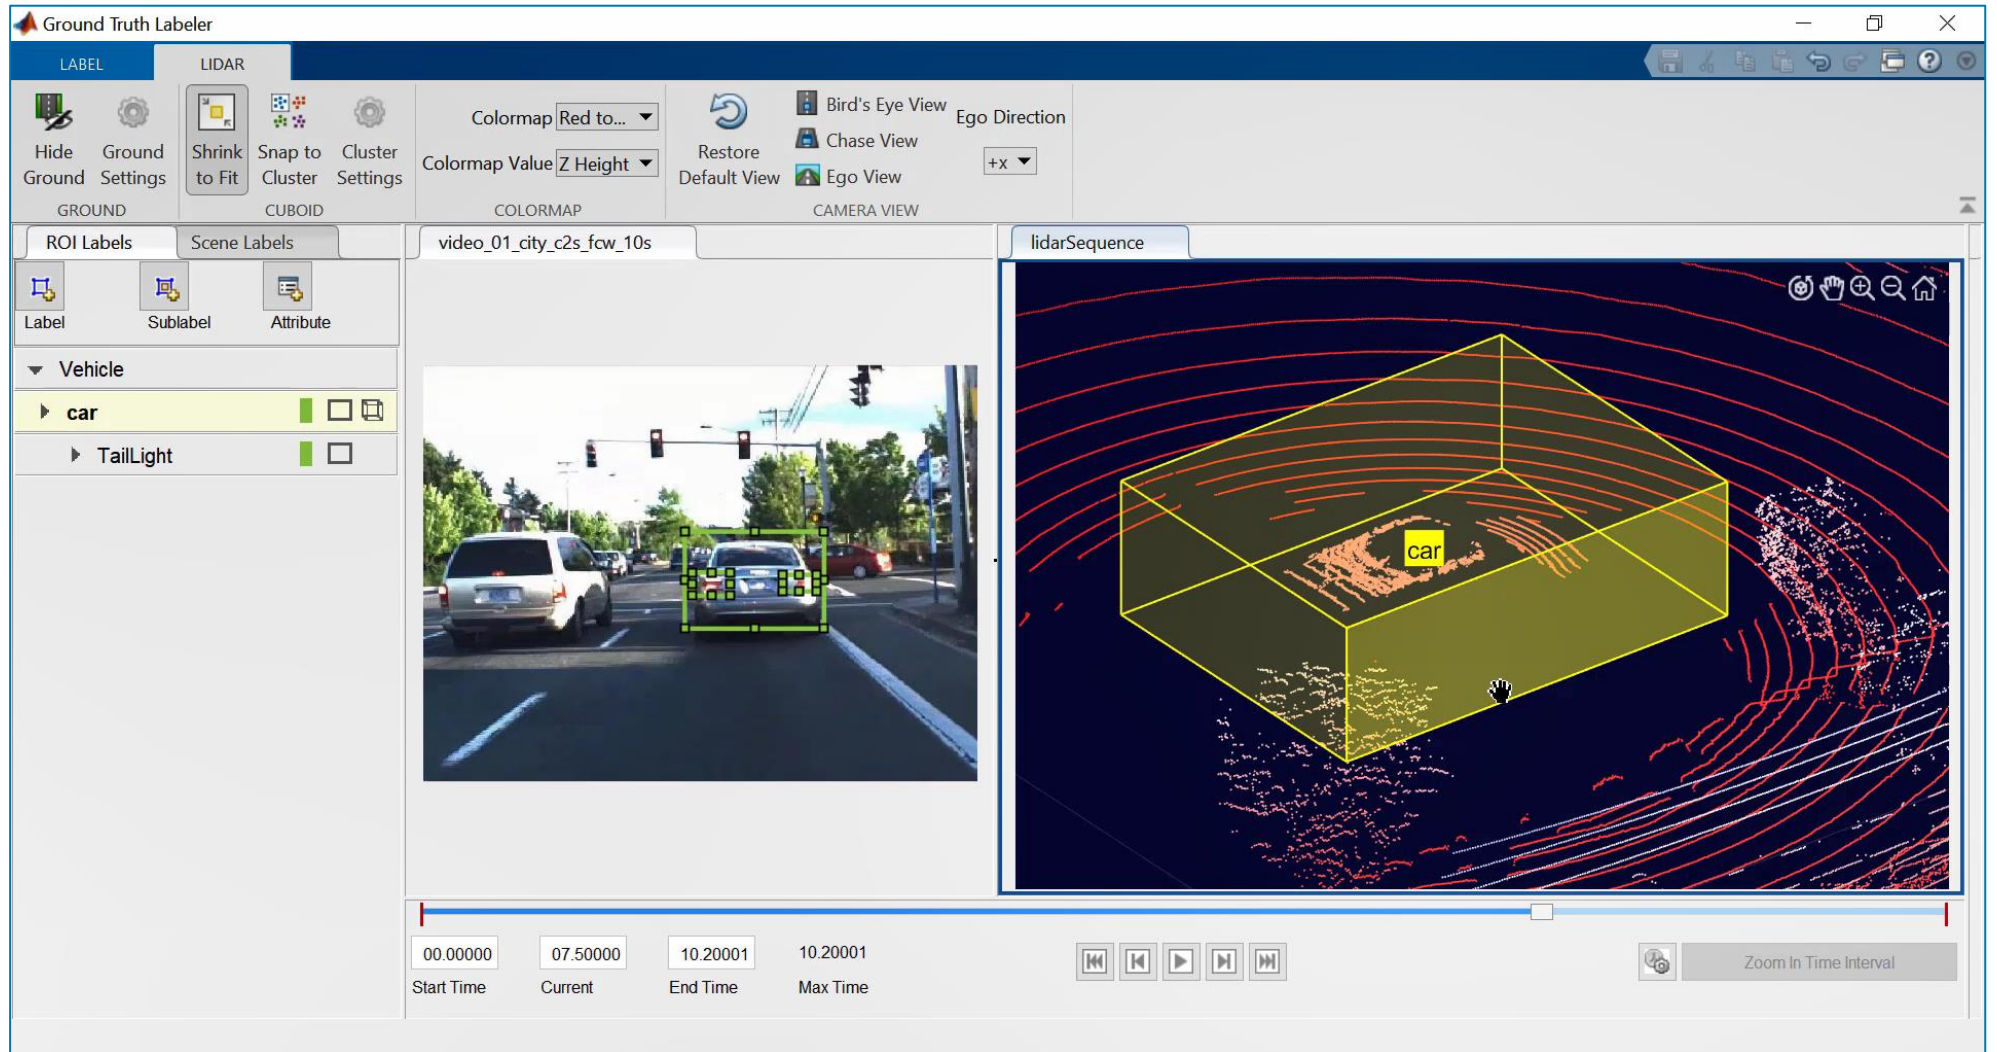 Ground Truth Labeler
LABEL
LIDAR
Hide Ground
Ground Settings
Shrink to Fit
Snap to Cluster
Cluster Settings
Colormap Red to...
Colormap Value Z Height
Restore Default View
Bird's Eye View
Chase View
Ego View
Ego Direction
+x
GROUND
CUBOID
COLORMAP
CAMERA VIEW
ROI Labels
Scene Labels
video_01_city_c2s_fcw_10s
lidarSequence
Label
Sublabel
Attribute
Vehicle
car
TailLight
car
00.00000
07.50000
10.20001
10.20001
Start Time
Current
End Time
Max Time
Zoom In Time Interval